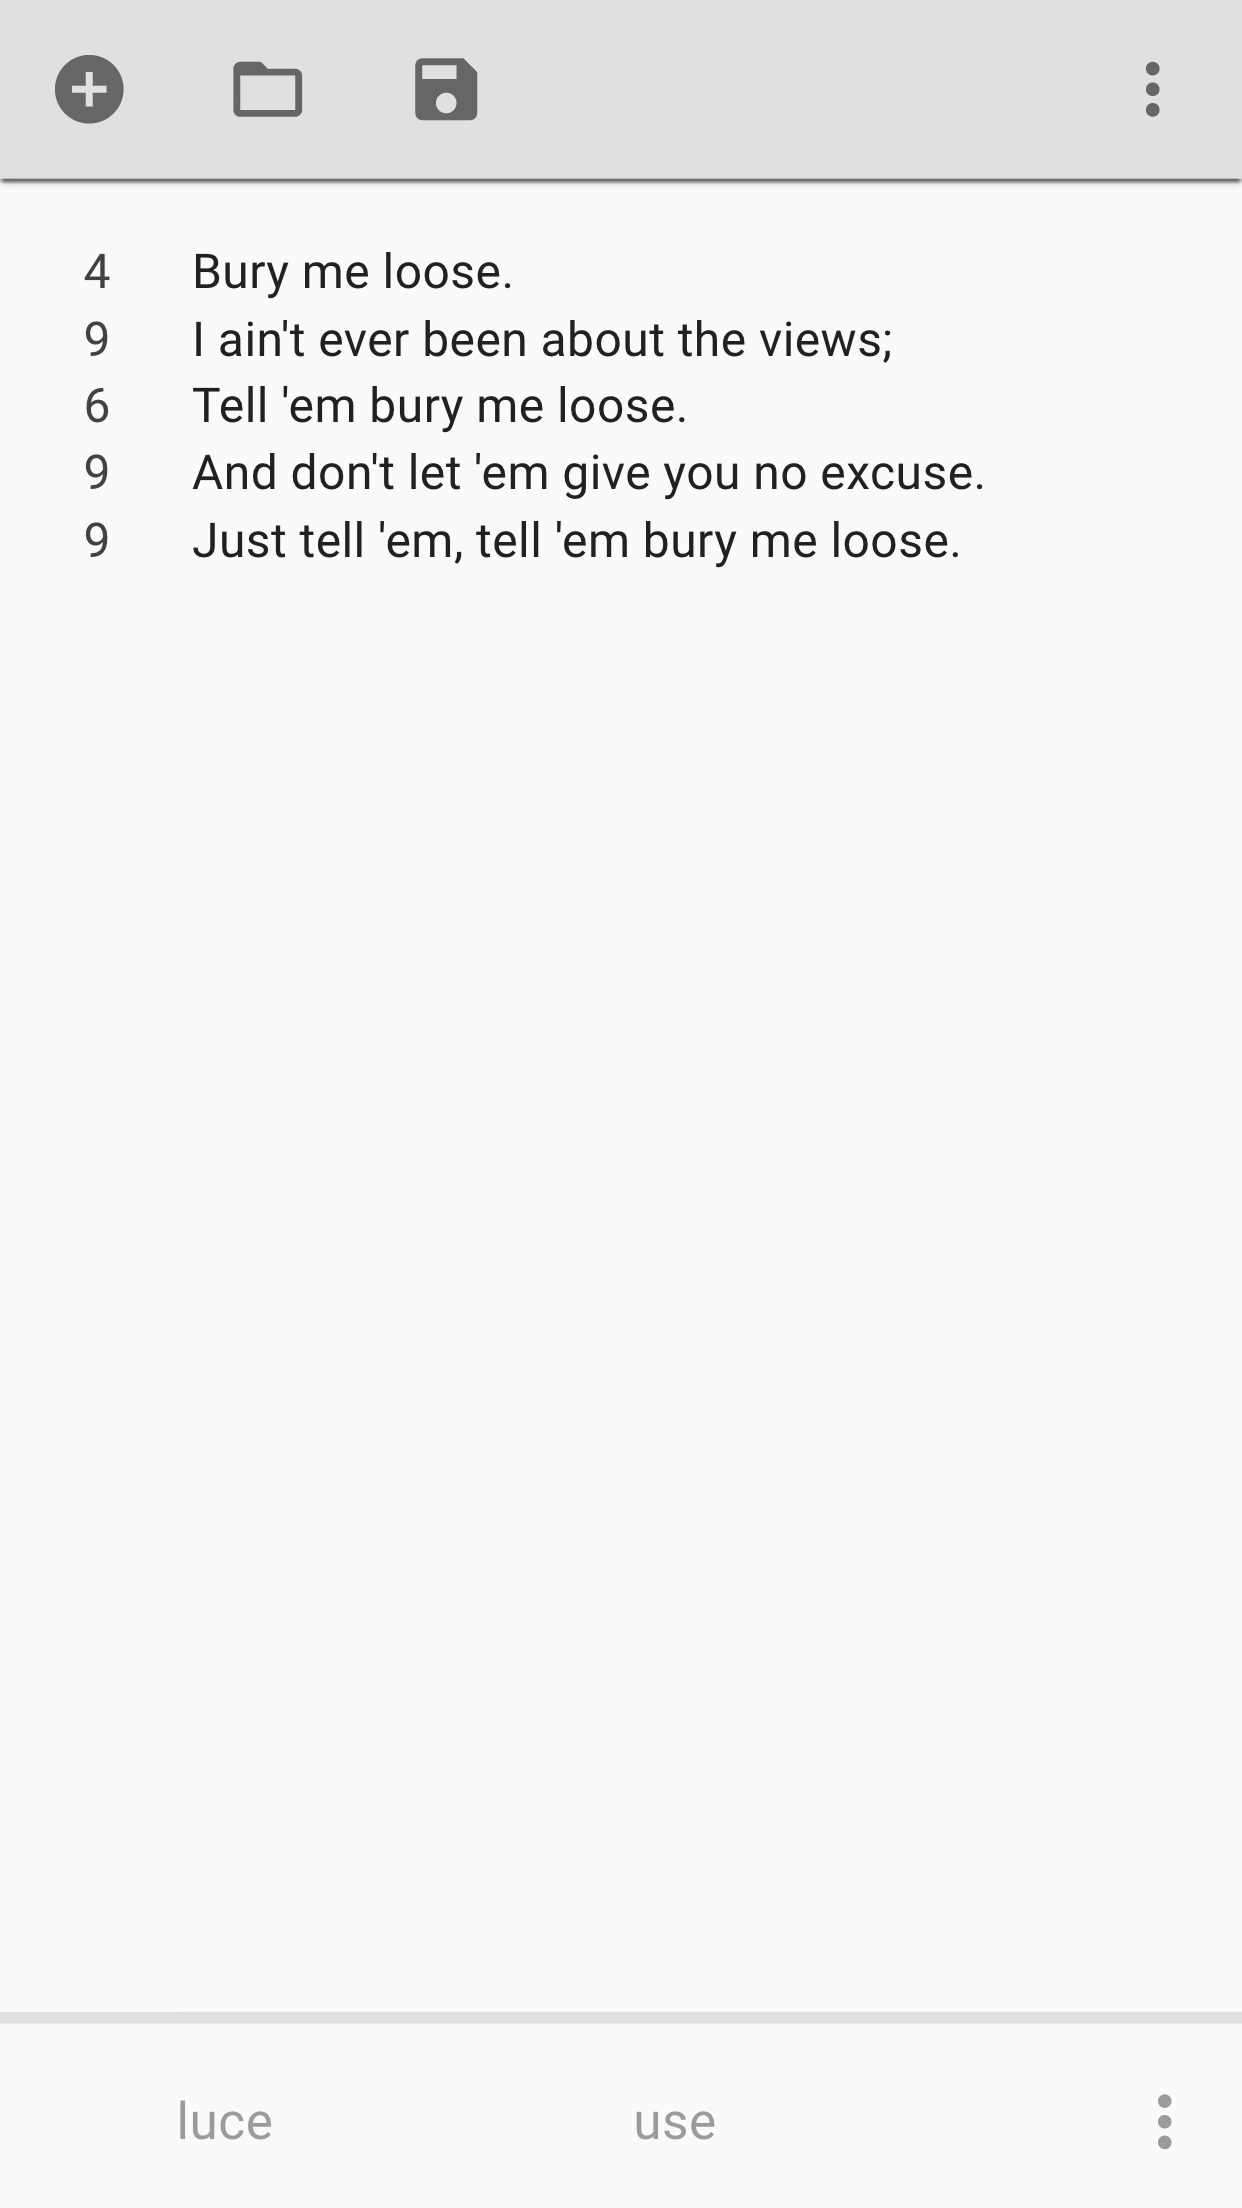 4 Bury me loose.
9 I ain't ever been about the views;
6 Tell 'em bury me loose.
9 And don't let 'em give you no excuse.
9 Just tell 'em, tell 'em bury me loose.
luce use